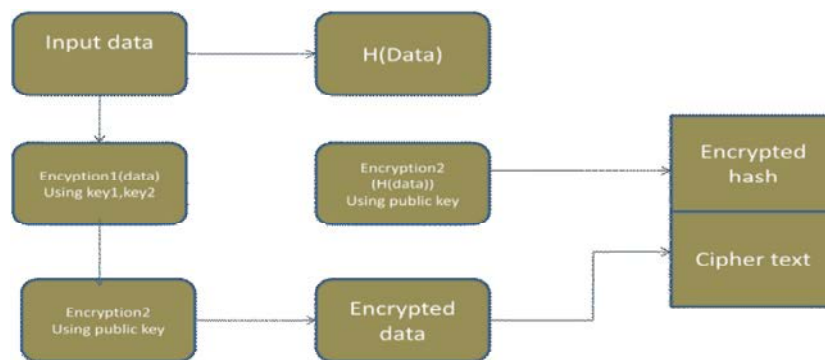 Input data
H(Data)
Encyption1(data)
Using key1,key2
Encryption2
(H(data))
Using public key
Encrypted
hash
Cipher text
Encryption2
Using public key
Encrypted
data